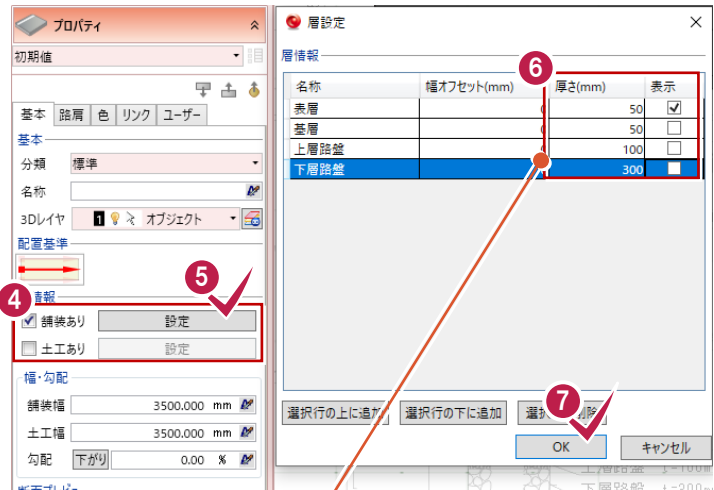 プロパティ
初期値
基本 路肩 色 リンク ユーザー
基本
分類 標準
名称
3Dレイヤ 1 オブジェクト
配置基準
4
情報
5
舗装あり 設定
土工あり 設定
幅・勾配
舗装幅 3500.000 mm
土工幅 3500.000 mm
勾配 下がり 0.00 %
層設定
層情報
6
名称 幅オフセット(mm) 厚さ(mm) 表示
表層 50
基層 50
上層路盤 100
下層路盤 300
選択行の上に追加 選択行の下に追加 選択 削除
7
OK キャンセル
上層路盤
下層路盤